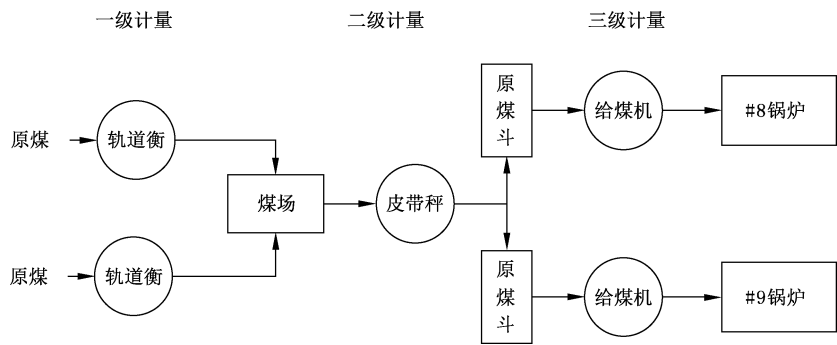 一级计量
二级计量
三级计量
原煤
轨道衡
原煤
轨道衡
煤场
皮带秤
原
煤
斗
给煤机
#8锅炉
原
煤
斗
给煤机
#9锅炉